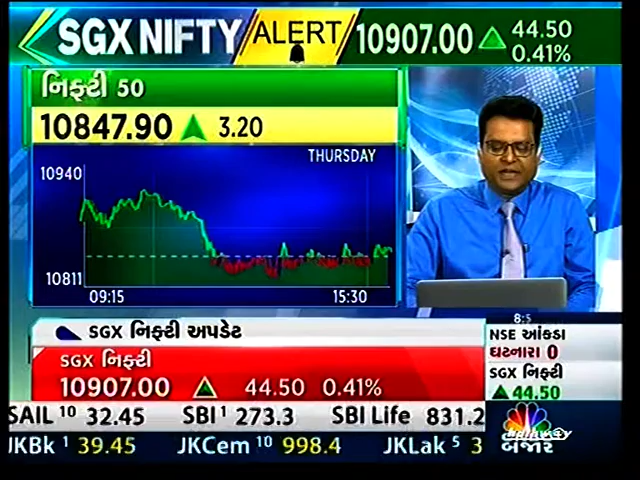 SGX NIFTY ALERT 10907.00 44.50
0.41%
નિફ્ટી 50
10847.90 3.20
THURSDAY
10940
10811
09:15 15:30
SGX નિફ્ટી અપડેટ
SGX નિફ્ટી
10907.00 44.50 0.41%
8:5
NSE આંકડા
ઘટનારા 0
SGX નિફ્ટી
44.50
SAIL 10 32.45 SBI 1 273.3 SBI Life 831.2
JKBk 1 39.45 JKCem 10 998.4 JKLak 5 3
hathway
બજાર